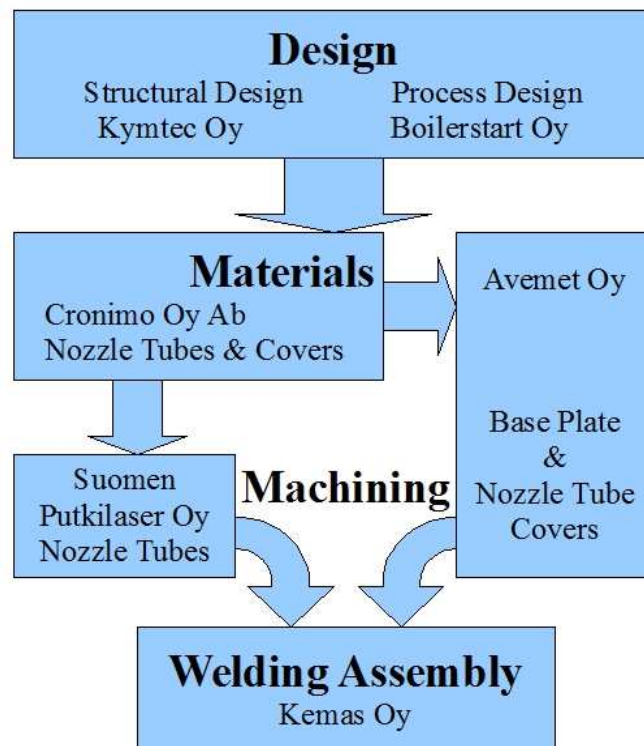 Design
Structural Design
Kymtec Oy
Process Design
Boilerstart Oy
Materials
Cronimo Oy Ab
Nozzle Tubes & Covers
Avemet Oy
Base Plate
&
Nozzle Tube
Covers
Suomen
Putkilaser Oy
Nozzle Tubes
Machining
Welding Assembly
Kemas Oy